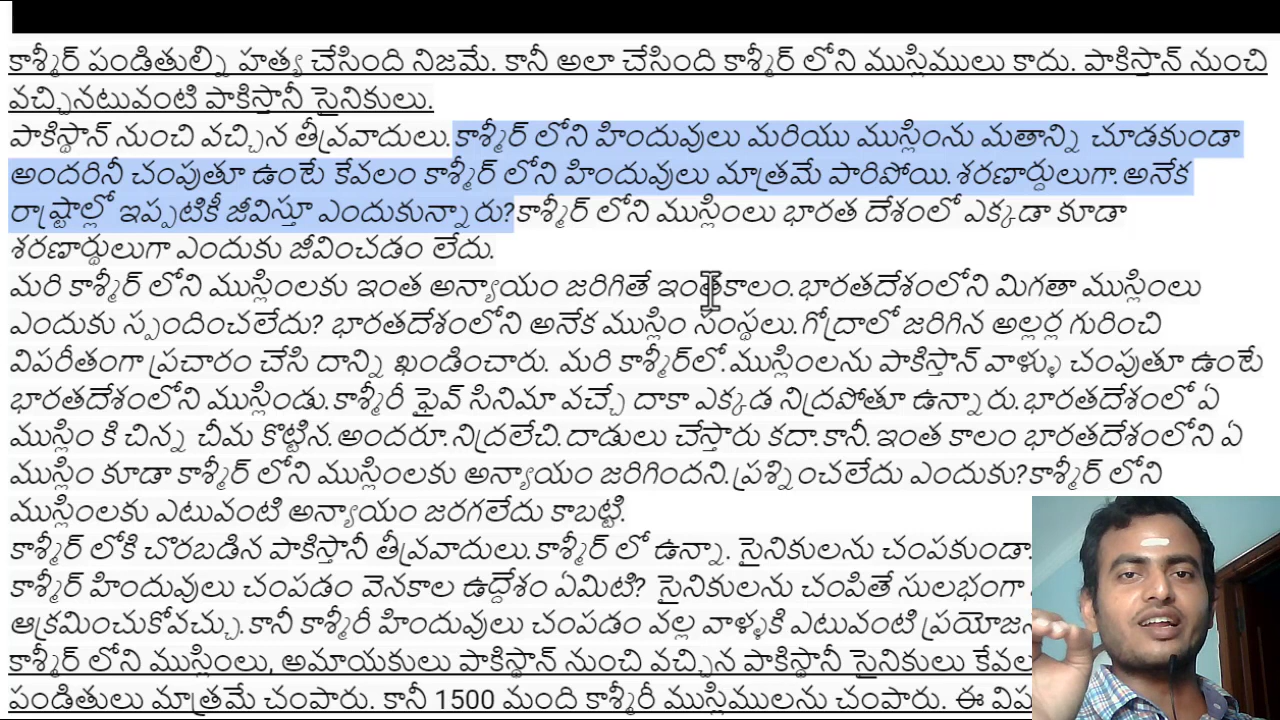 కాశ్మీర్ పండితుల్ని హత్య చేసింది నిజమే. కానీ అలా చేసింది కాశ్మీర్ లోని ముస్లిములు కాదు. పాకిస్తాన్ నుంచి
వచ్చినటువంటి పాకిస్తానీ సైనికులు.
పాకిస్థాన్ నుంచి వచ్చిన తీవ్రవాదులు.కాశ్మీర్ లోని హిందువులు మరియు ముస్లింను మతాన్ని చూడకుండా
అందరినీ చంపుతూ ఉంటే కేవలం కాశ్మీర్ లోని హిందువులు మాత్రమే పారిపోయి.శరణార్థులుగా.అనేక
రాష్ట్రాల్లో ఇప్పటికీ జీవిస్తూ ఎందుకున్నారు?కాశ్మీర్ లోని ముస్లింలు భారత దేశంలో ఎక్కడా కూడా
శరణార్థులుగా ఎందుకు జీవించడం లేదు.
మరి కాశ్మీర్ లోని ముస్లింలకు ఇంత అన్యాయం జరిగితే ఇంతకాలం.భారతదేశంలోని మిగతా ముస్లింలు
ఎందుకు స్పందించలేదు? భారతదేశంలోని అనేక ముస్లిం సంస్థలు.గోద్రాలో జరిగిన అల్లర్ల గురించి
విపరీతంగా ప్రచారం చేసి దాన్ని ఖండించారు. మరి కాశ్మీర్‌లో.ముస్లింలను పాకిస్తాన్ వాళ్ళు చంపుతూ ఉంటే
భారతదేశంలోని ముస్లిండు.కాశ్మీరీ ఫైవ్ సినిమా వచ్చే దాకా ఎక్కడ నిద్రపోతూ ఉన్నారు.భారతదేశంలో ఏ
ముస్లిం కి చిన్న చీమ కొట్టిన.అందరూ.నిద్రలేచి.దాడులు చేస్తారు కదా.కానీ. ఇంత కాలం భారతదేశంలోని ఏ
ముస్లిం కూడా కాశ్మీర్ లోని ముస్లింలకు అన్యాయం జరిగిందని.ప్రశ్నించలేదు ఎందుకు?కాశ్మీర్ లోని
ముస్లింలకు ఎటువంటి అన్యాయం జరగలేదు కాబట్టి.
కాశ్మీర్ లోకి చొరబడిన పాకిస్తానీ తీవ్రవాదులు.కాశ్మీర్ లో ఉన్నా. సైనికులను చంపకుండా.
కాశ్మీర్ హిందువులు చంపడం వెనకాల ఉద్దేశం ఏమిటి? సైనికులను చంపితే సులభంగా
ఆక్రమించుకోవచ్చు.కానీ కాశ్మీరీ హిందువులు చంపడం వల్ల వాళ్ళకి ఎటువంటి
కాశ్మీర్ లోని ముస్లింలు, అమాయకులు పాకిస్థాన్ నుంచి వచ్చిన పాకిస్థానీ సైనికులు
పండితులు మాత్రమే చంపారు. కానీ 1500 మంది కాశ్మీరీ ముస్లిములను చంపారు. ఈ